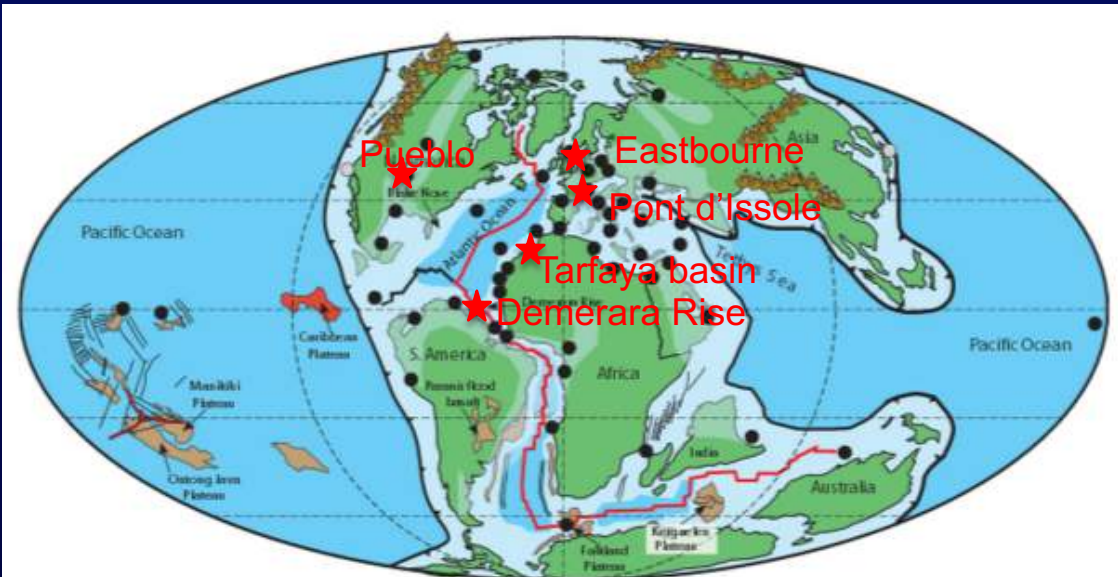 Pueblo
Eastbourne
Asia
Pont d'Issole
Atlantic Ocean
Pacific Ocean
Tethys Sea
Tarfaya basin
Demerara Rise
Caribbean
Plateau
Pacific Ocean
S. America
Africa
Manihiki
Plateau
India
Ontong Java
Plateau
Australia
Plateau
Falkland
Plateau